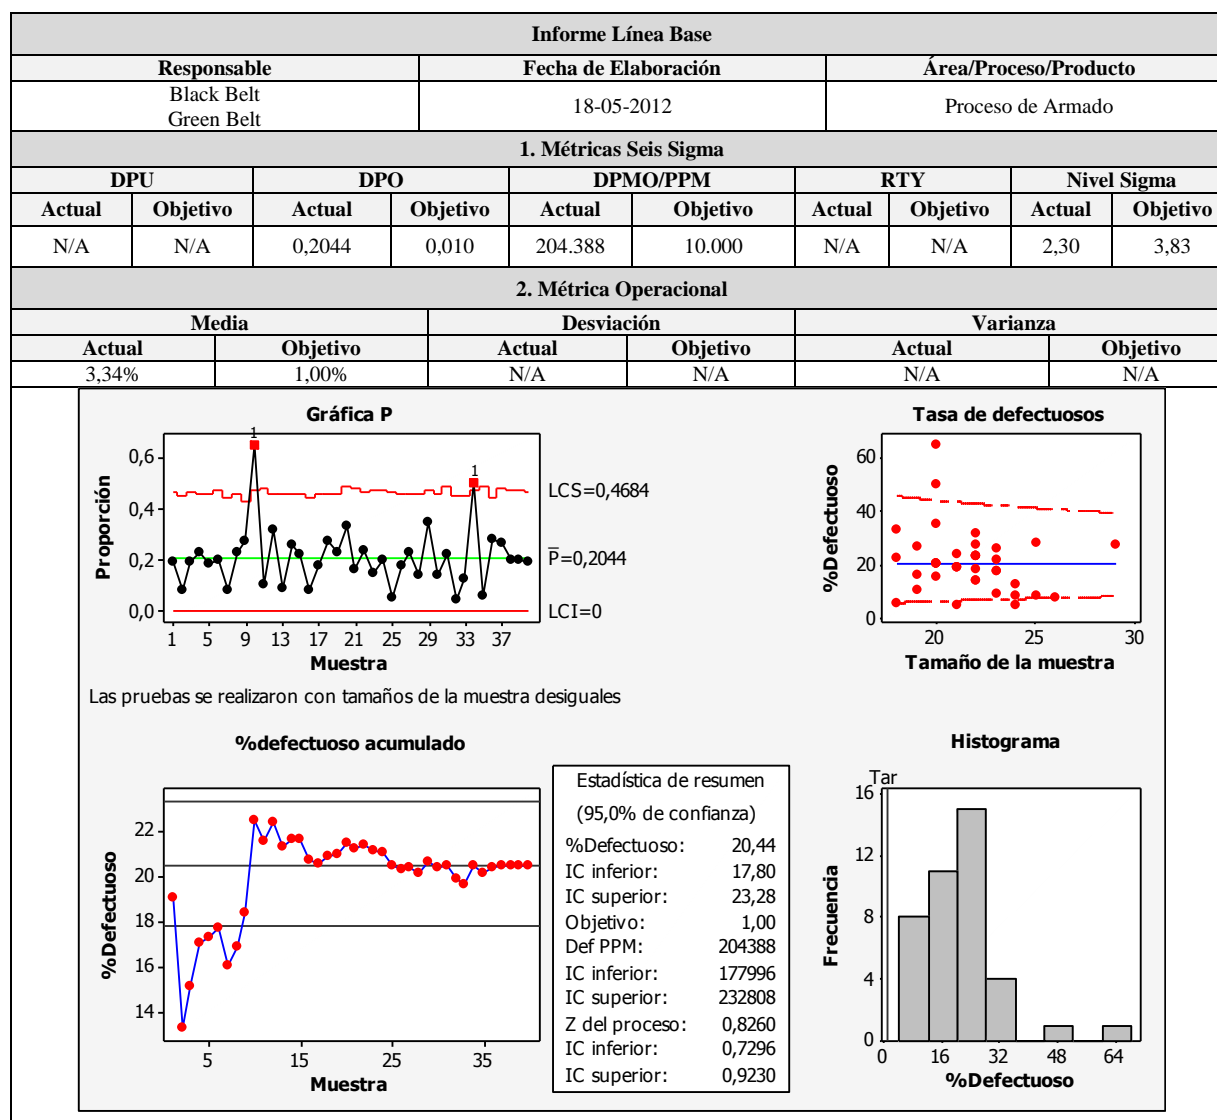 Informe Línea Base
Responsable Fecha de Elaboración Área/Proceso/Producto
Black Belt
Green Belt
18-05-2012
Proceso de Armado
1. Métricas Seis Sigma
DPU DPO DPMO/PPM RTY Nivel Sigma
Actual Objetivo Actual Objetivo Actual Objetivo Actual Objetivo Actual Objetivo
N/A N/A 0,2044 0,010 204.388 10.000 N/A N/A 2,30 3,83
2. Métrica Operacional
Media Desviación Varianza
Actual Objetivo Actual Objetivo Actual Objetivo
3,34% 1,00% N/A N/A N/A N/A
Gráfica P
1
1
0,6
0,4
0,2
0,0
Proporción
LCS=0,4684
P̄=0,2044
LCI=0
1 5 9 13 17 21 25 29 33 37
Muestra
Tasa de defectuosos
60
40
20
0
%Defectuoso
20 25 30
Tamaño de la muestra
Las pruebas se realizaron con tamaños de la muestra desiguales
%defectuoso acumulado
22
20
18
16
14
%Defectuoso
5 15 25 35
Muestra
Estadística de resumen
(95,0% de confianza)
%Defectuoso: 20,44
IC inferior: 17,80
IC superior: 23,28
Objetivo: 1,00
Def PPM: 204388
IC inferior: 177996
IC superior: 232808
Z del proceso: 0,8260
IC inferior: 0,7296
IC superior: 0,9230
Histograma
Tar
16
12
8
4
0
Frecuencia
0 16 32 48 64
%Defectuoso